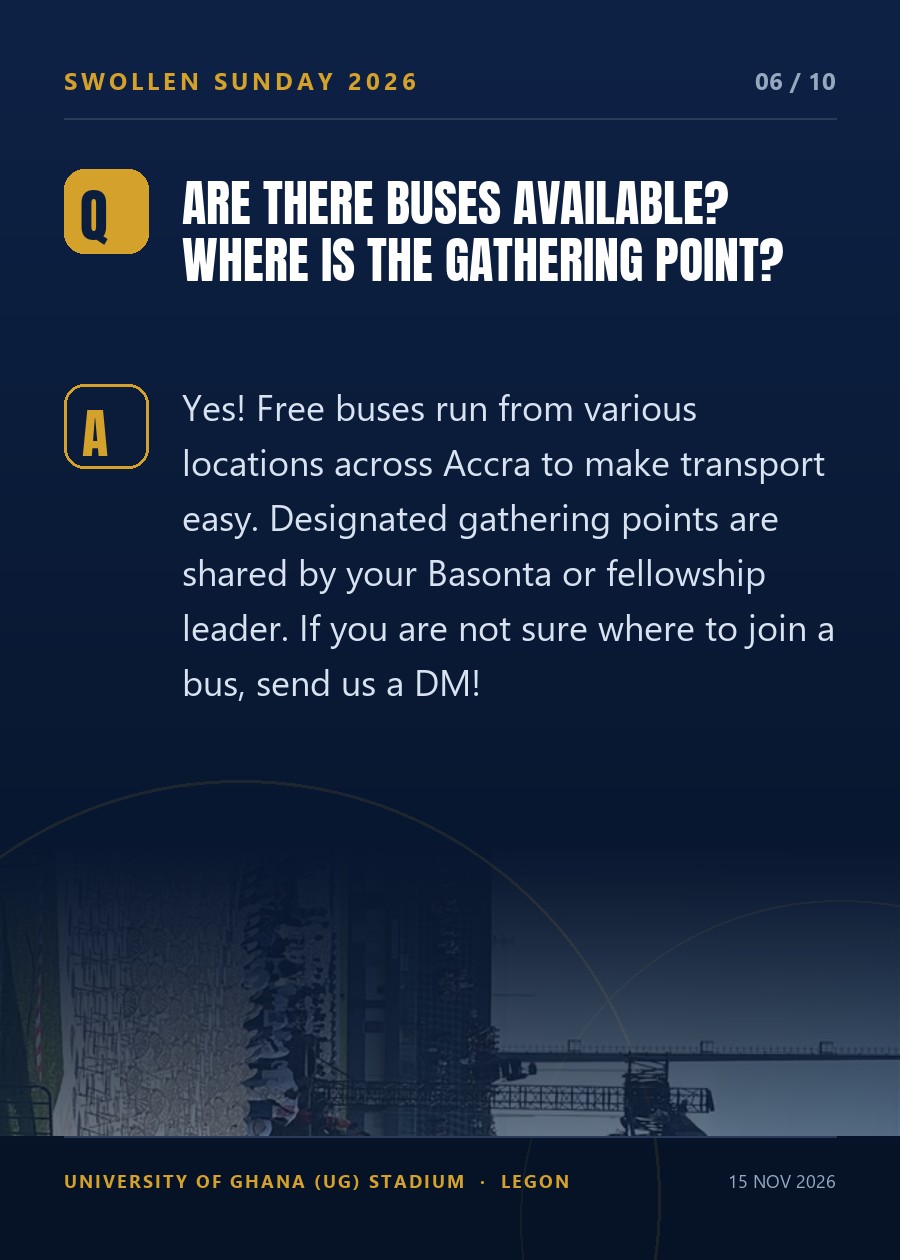 SWOLLEN SUNDAY 2026
06 / 10
Q
ARE THERE BUSES AVAILABLE?
WHERE IS THE GATHERING POINT?
A
Yes! Free buses run from various
locations across Accra to make transport
easy. Designated gathering points are
shared by your Basonta or fellowship
leader. If you are not sure where to join a
bus, send us a DM!
UNIVERSITY OF GHANA (UG) STADIUM · LEGON
15 NOV 2026